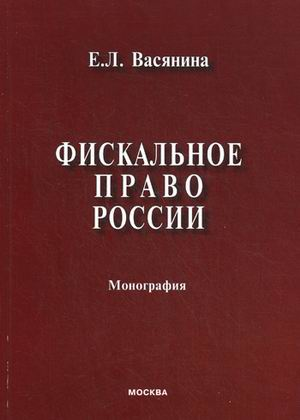 Е.Л. Васянина
ФИСКАЛЬНОЕ
ПРАВО
РОССИИ
Монография
МОСКВА